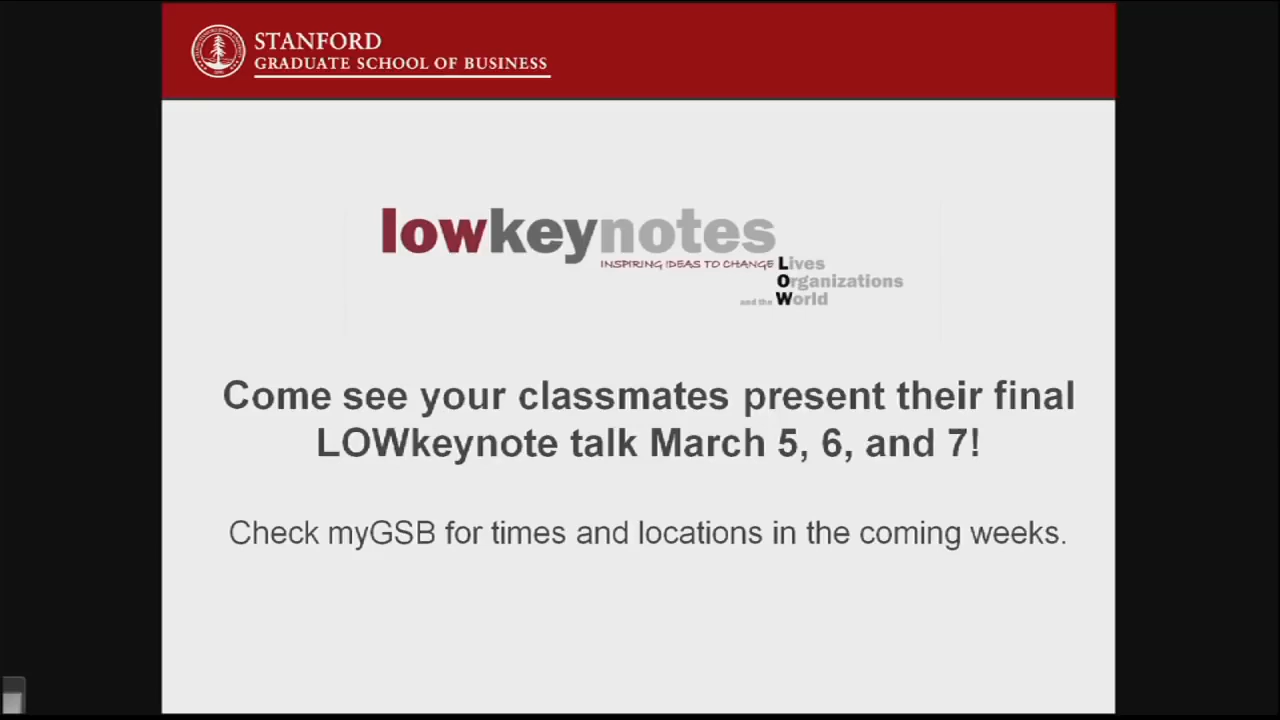 STANFORD
GRADUATE SCHOOL OF BUSINESS
lowkeynotes
INSPIRING IDEAS TO CHANGE Lives
Organizations
and the World
Come see your classmates present their final
LOWkeynote talk March 5, 6, and 7!
Check myGSB for times and locations in the coming weeks.